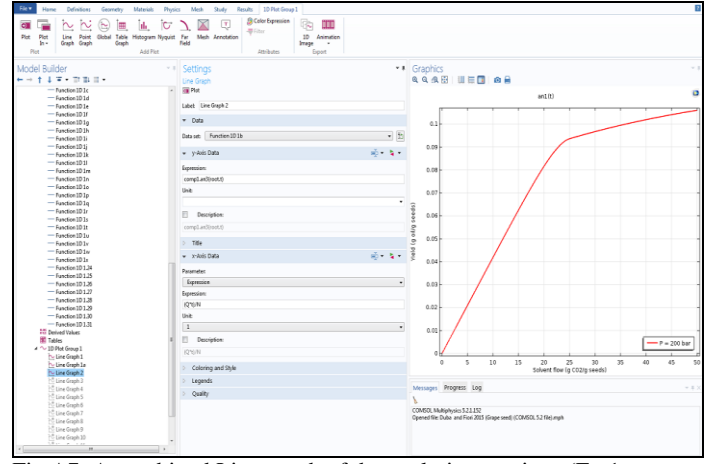 File Home Definitions Geometry Materials Physics Mesh Study Results 1D Plot Group 1
Plot Plot In Line Graph Point Graph Global Table Graph Histogram Nyquist Far Field Mesh Annotation Color Expression Filter 1D Image Animation
Plot Add Plot Attributes Export
Model Builder
Function 1D 1c
Function 1D 1d
Function 1D 1e
Function 1D 1f
Function 1D 1g
Function 1D 1h
Function 1D 1i
Function 1D 1j
Function 1D 1k
Function 1D 1l
Function 1D 1m
Function 1D 1n
Function 1D 1o
Function 1D 1p
Function 1D 1q
Function 1D 1r
Function 1D 1s
Function 1D 1t
Function 1D 1u
Function 1D 1v
Function 1D 1w
Function 1D 1x
Function 1D 1.24
Function 1D 1.25
Function 1D 1.26
Function 1D 1.27
Function 1D 1.28
Function 1D 1.29
Function 1D 1.30
Function 1D 1.31
Derived Values
Tables
1D Plot Group 1
Line Graph 1
Line Graph 1a
Line Graph 2
Line Graph 3
Line Graph 4
Line Graph 5
Line Graph 6
Line Graph 7
Line Graph 8
Line Graph 9
Line Graph 10
Settings
Line Graph
Plot
Label: Line Graph 2
Data
Data set: Function 1D 1b
y-Axis Data
Expression:
comp1.an3(root.t)
Unit:
Description:
comp1.an3(root.t)
Title
x-Axis Data
Parameter:
Expression
Expression:
(Q*t)/N
Unit:
1
Description:
(Q*t)/N
Coloring and Style
Legends
Quality
Graphics
an1(t)
Yield (g oil/g seeds)
0.1
0.09
0.08
0.07
0.06
0.05
0.04
0.03
0.02
0.01
0
P = 200 bar
0 5 10 15 20 25 30 35 40 45 50
Solvent flow (g CO2/g seeds)
Messages Progress Log
COMSOL Multiphysics 5.2.1.152
Opened file: Duba and Fiori 2015 (Grape seed) (COMSOL 5.2 file).mph